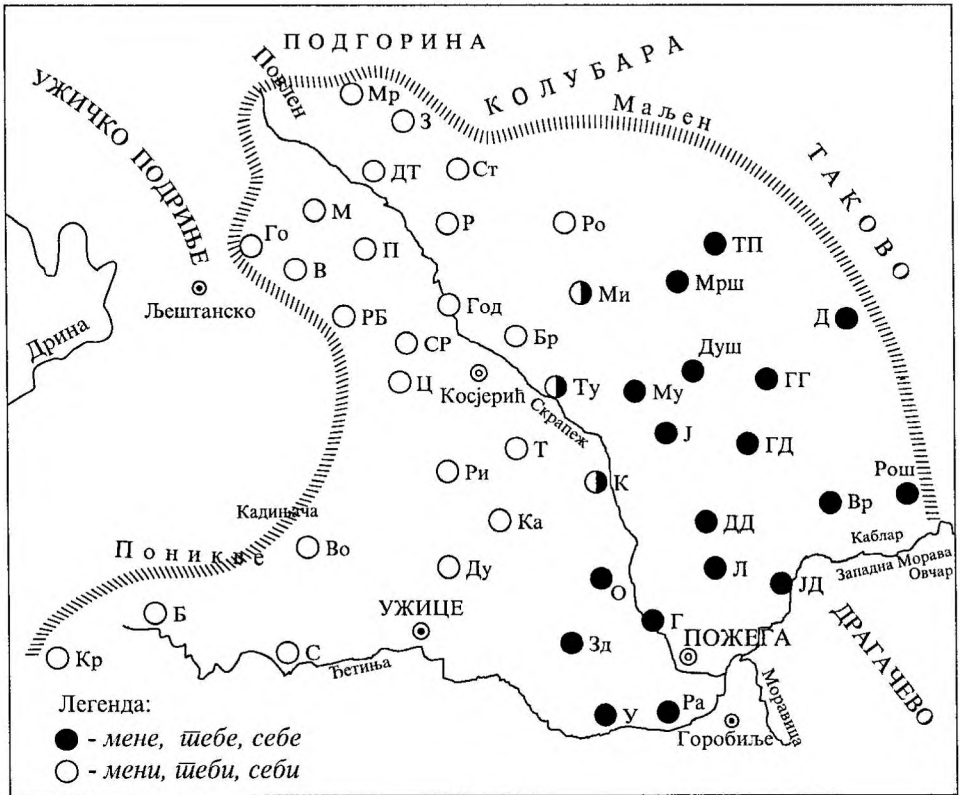 ПОДГОРИНА
КОЛУБАРА
Маљен
ТАКОВО
УЖИЧКО ПОДРИЊЕ
Повлен
Мр
З
ДТ
Ст
М
Р
Ро
Го
П
ТП
В
Мрш
Љештанско
Ми
Дрина
РБ
Год
Д
Бр
СР
Душ
Ц
Косјерић
Ту
Му
ГГ
Скрапеж
Ј
ГД
Т
Ри
К
Рош
Кадињача
Ка
Вр
ДД
Каблар
Поникве
Во
Западна Морава
Овчар
Ду
Л
ЈД
О
Б
УЖИЦЕ
Г
ДРАГАЧЕВО
ПОЖЕГА
Зд
Кр
С
Ђетиња
Моравица
Легенда:
У
Ра
Горобиље
- мене, тебе, себе
- мени, теби, себи